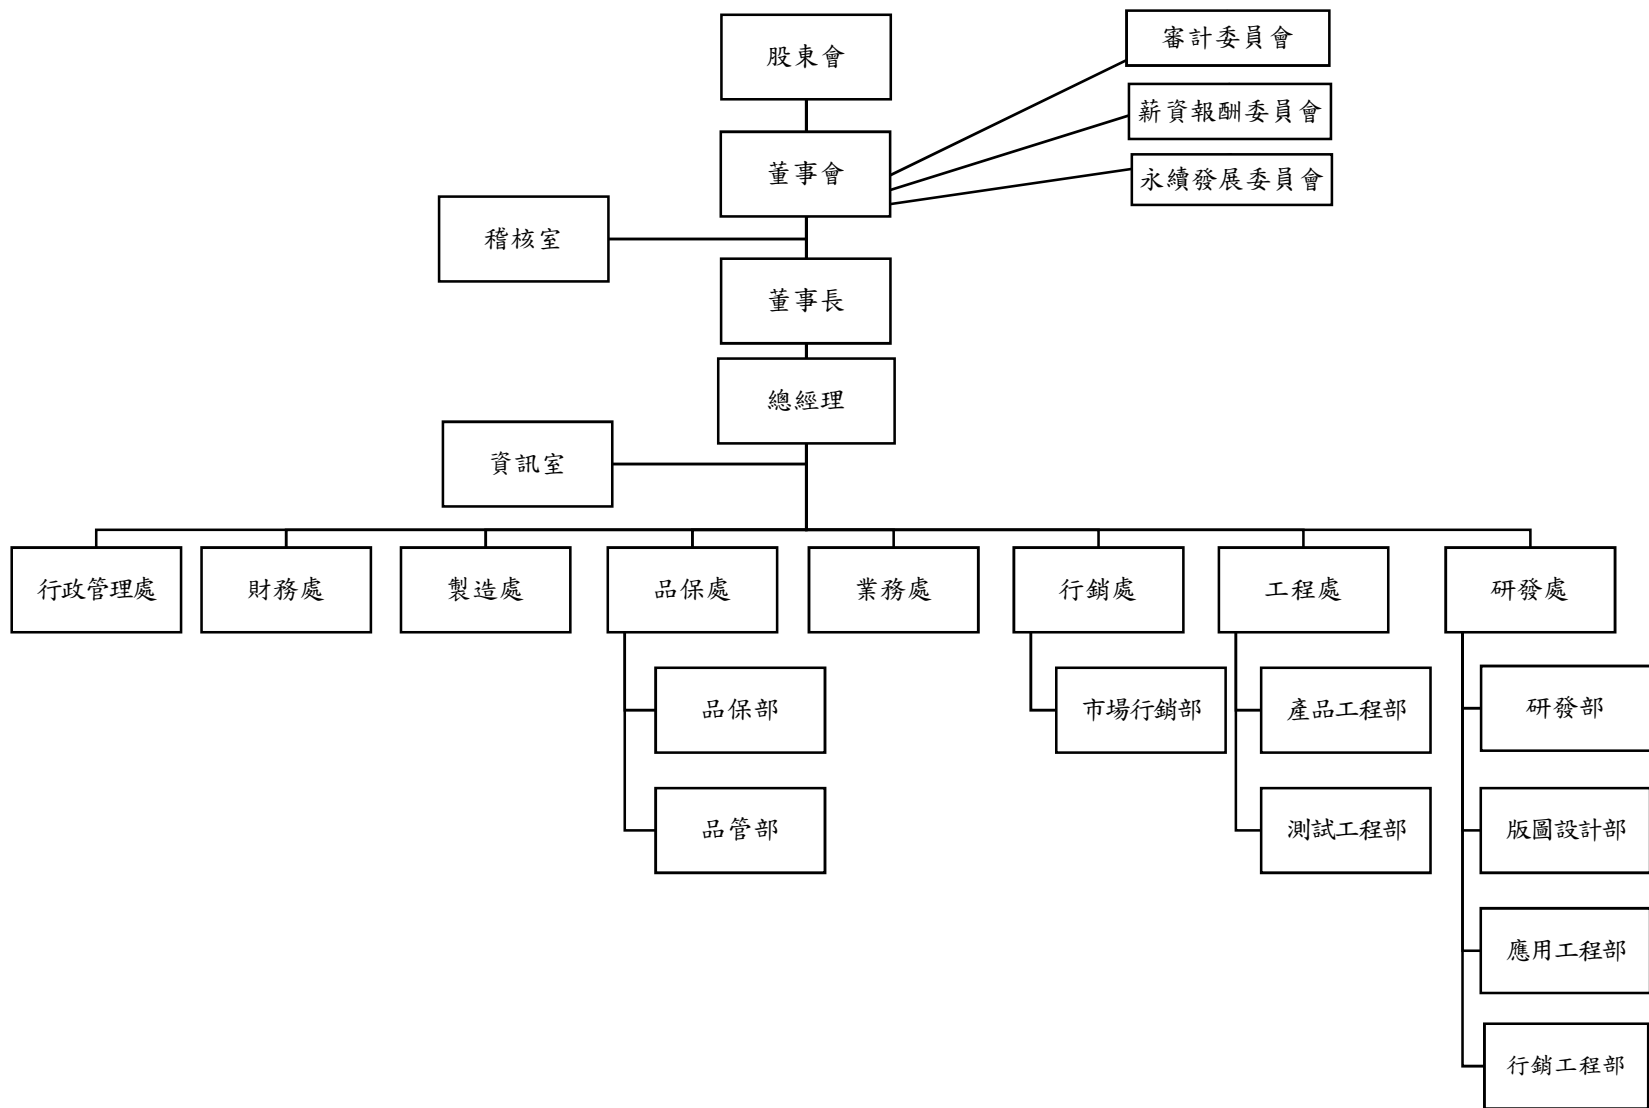 股東會
審計委員會
薪資報酬委員會
永續發展委員會
董事會
稽核室
董事長
總經理
資訊室
行政管理處
財務處
製造處
品保處
業務處
行銷處
工程處
研發處
品保部
市場行銷部
產品工程部
研發部
品管部
測試工程部
版圖設計部
應用工程部
行銷工程部